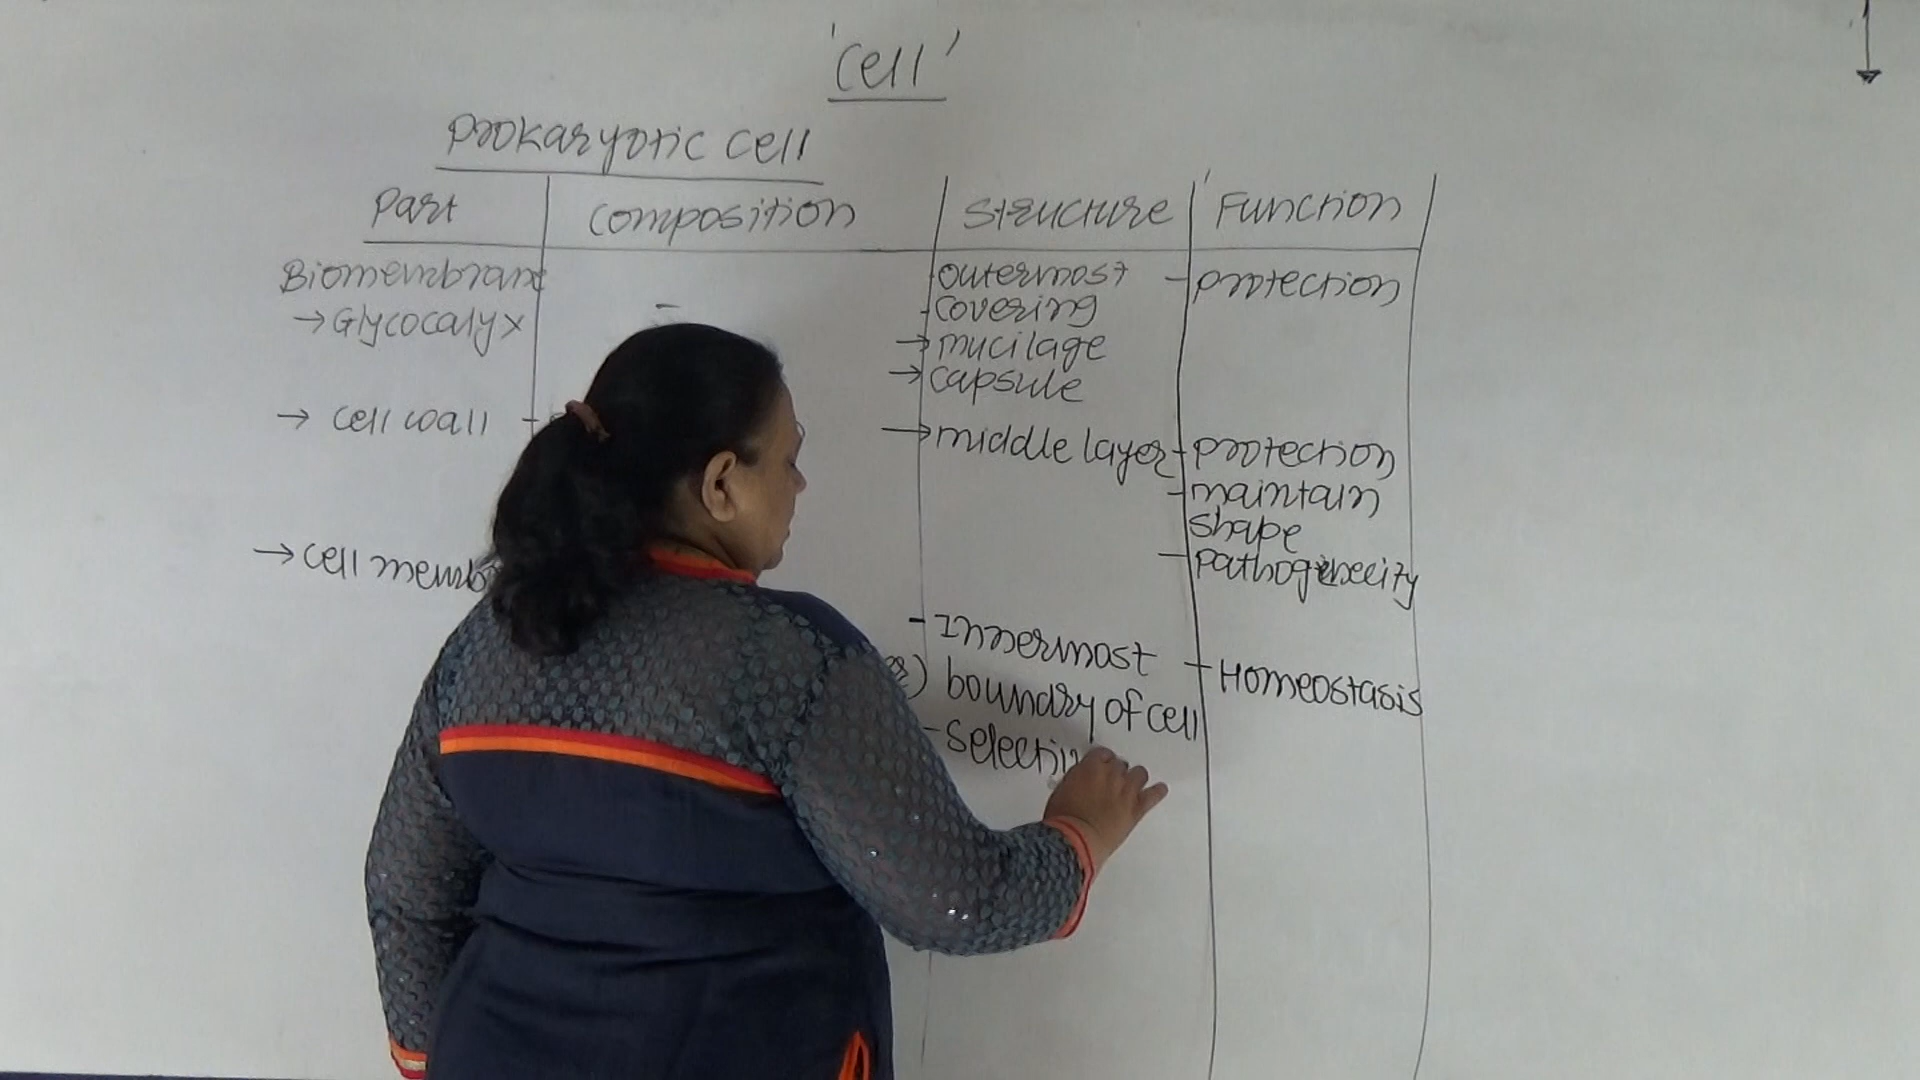 'Cell'
Prokaryotic cell
Part Composition Structure Function
Biomembrane outermost - protection
→ Glycocalyx - covering
→ mucilage
→ capsule
→ cell wall → middle layer - protection
- maintain
shape
→ cell - pathogenecity
- Innermost - Homeostasis
boundry of cell